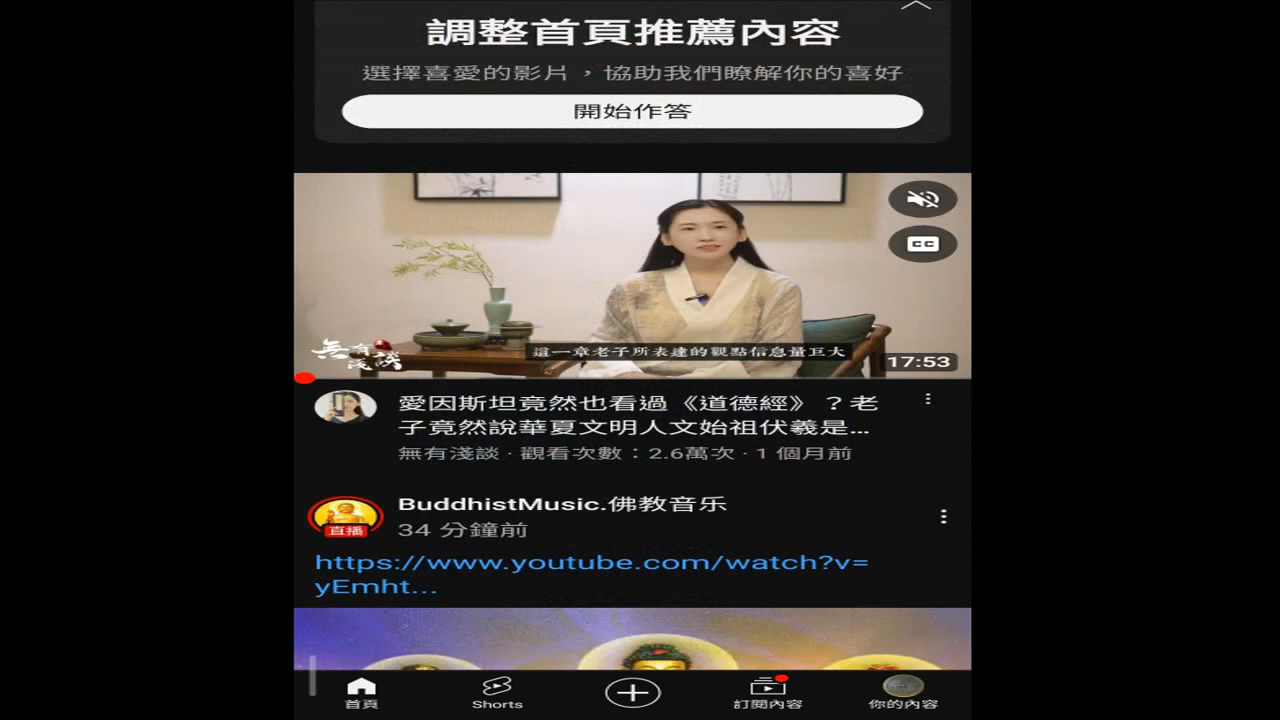 調整首頁推薦內容
選擇喜愛的影片，協助我們瞭解你的喜好
開始作答
CC
無有淺談
這一章老子所表達的觀點信息量巨大
17:53
愛因斯坦竟然也看過《道德經》？老
子竟然說華夏文明人文始祖伏羲是...
無有淺談 · 觀看次數：2.6萬次 · 1 個月前
BuddhistMusic.佛教音乐
直播
34 分鐘前
https://www.youtube.com/watch?v=
yEmht...
首頁
Shorts
訂閱內容
你的內容